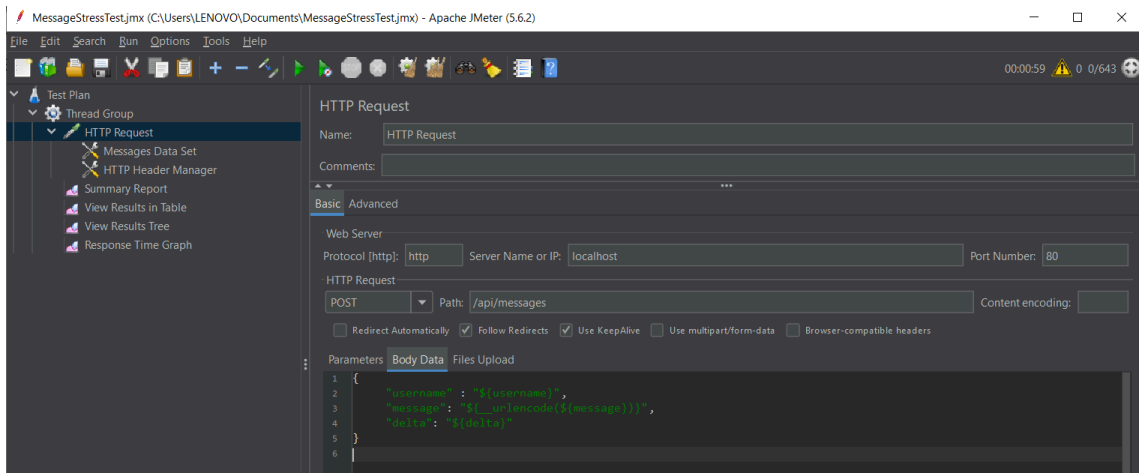 MessageStressTest.jmx (C:\Users\LENOVO\Documents\MessageStressTest.jmx) - Apache JMeter (5.6.2)
File Edit Search Run Options Tools Help
00:00:59 0 0/643
Test Plan
Thread Group
HTTP Request
Messages Data Set
HTTP Header Manager
Summary Report
View Results in Table
View Results Tree
Response Time Graph
HTTP Request
Name: HTTP Request
Comments:
Basic Advanced
Web Server
Protocol [http]: http Server Name or IP: localhost Port Number: 80
HTTP Request
POST Path: /api/messages Content encoding:
Redirect Automatically Follow Redirects Use KeepAlive Use multipart/form-data Browser-compatible headers
Parameters Body Data Files Upload
1 {
2 "username" : "${username}",
3 "message": "${__urlencode(${message})}",
4 "delta": "${delta}"
5 }
6